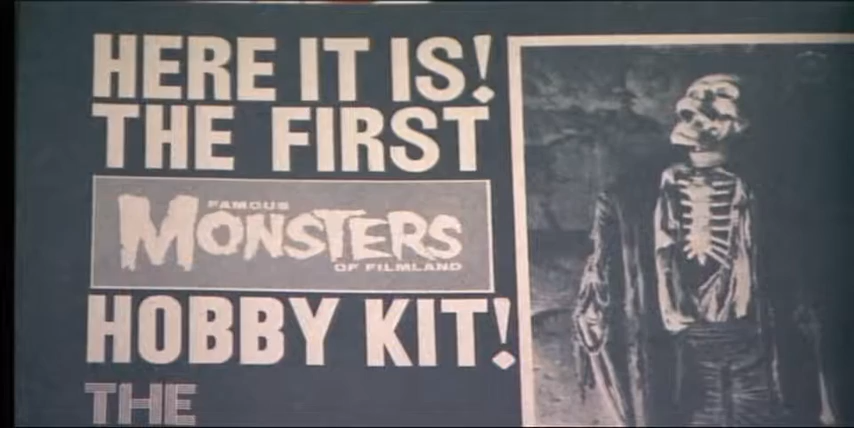 HERE IT IS!
THE FIRST
FAMOUS
MONSTERS
OF FILMLAND
HOBBY KIT!
THE